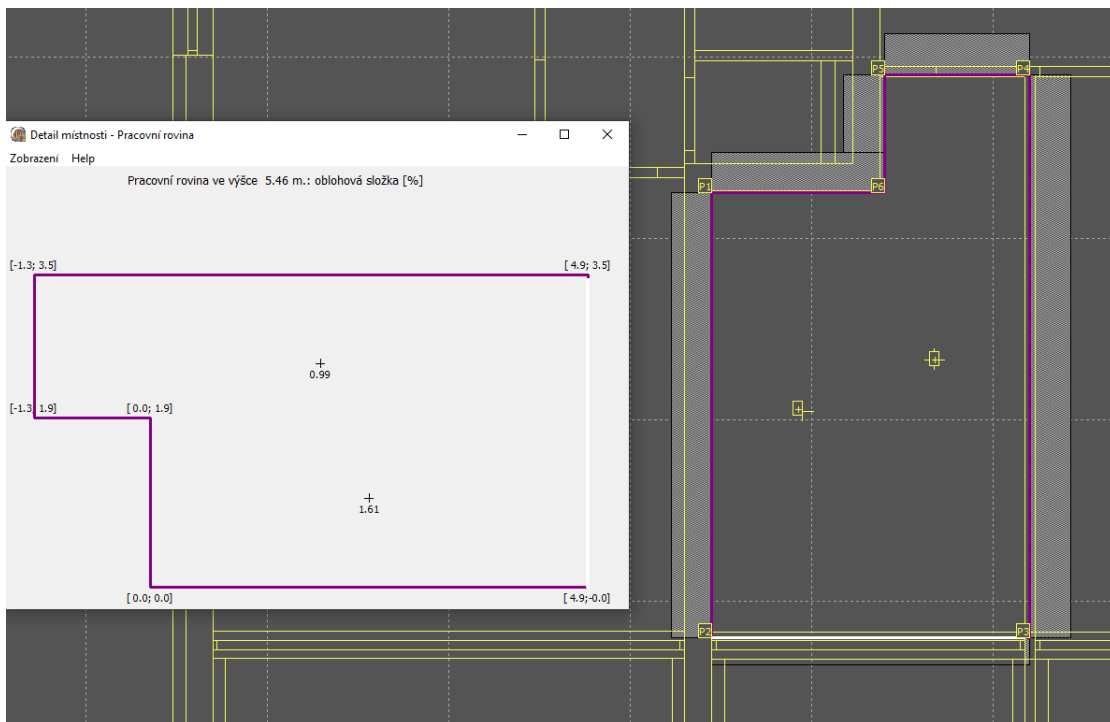 Detail místnosti - Pracovní rovina
Zobrazení Help
Pracovní rovina ve výšce 5.46 m.: oblohová složka [%]
[-1.3; 3.5]
[ 4.9; 3.5]
0.99
[-1.3; 1.9]
[ 0.0; 1.9]
1.61
[ 0.0; 0.0]
[ 4.9;-0.0]
P5
P4
P1
P6
P2
P3